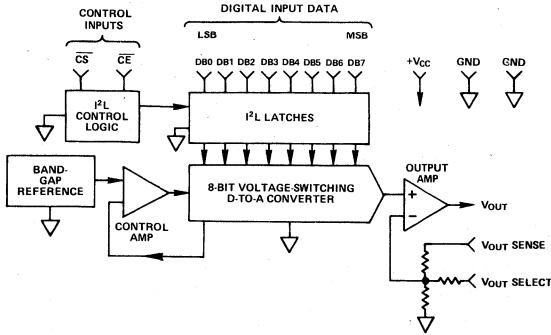 CONTROL
INPUTS
DIGITAL INPUT DATA
LSB
MSB
CS
CE
DB0 DB1 DB2 DB3 DB4 DB5 DB6 DB7
+VCC
GND
GND
I²L
CONTROL
LOGIC
I²L LATCHES
BAND-
GAP
REFERENCE
CONTROL
AMP
8-BIT VOLTAGE-SWITCHING
D-TO-A CONVERTER
OUTPUT
AMP
+
−
VOUT
VOUT SENSE
VOUT SELECT